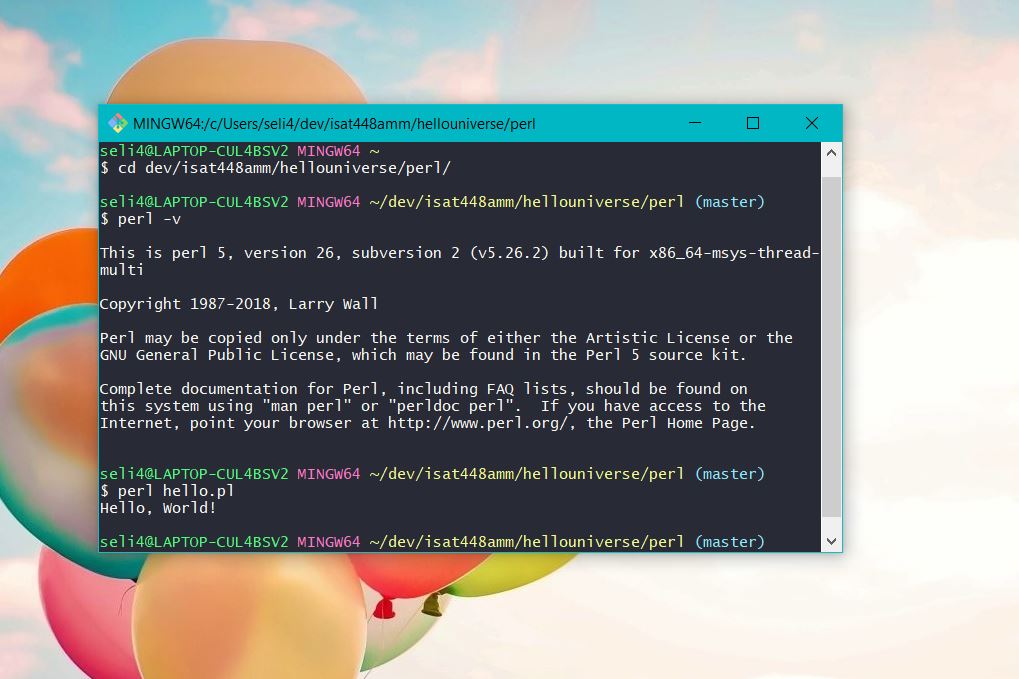 MINGW64:/c/Users/seli4/dev/isat448amm/hellouniverse/perl
seli4@LAPTOP-CUL4BSV2 MINGW64 ~
$ cd dev/isat448amm/hellouniverse/perl/
seli4@LAPTOP-CUL4BSV2 MINGW64 ~/dev/isat448amm/hellouniverse/perl (master)
$ perl -v
This is perl 5, version 26, subversion 2 (v5.26.2) built for x86_64-msys-thread-
multi
Copyright 1987-2018, Larry Wall
Perl may be copied only under the terms of either the Artistic License or the
GNU General Public License, which may be found in the Perl 5 source kit.
Complete documentation for Perl, including FAQ lists, should be found on
this system using "man perl" or "perldoc perl".  If you have access to the
Internet, point your browser at http://www.perl.org/, the Perl Home Page.
seli4@LAPTOP-CUL4BSV2 MINGW64 ~/dev/isat448amm/hellouniverse/perl (master)
$ perl hello.pl
Hello, World!
seli4@LAPTOP-CUL4BSV2 MINGW64 ~/dev/isat448amm/hellouniverse/perl (master)